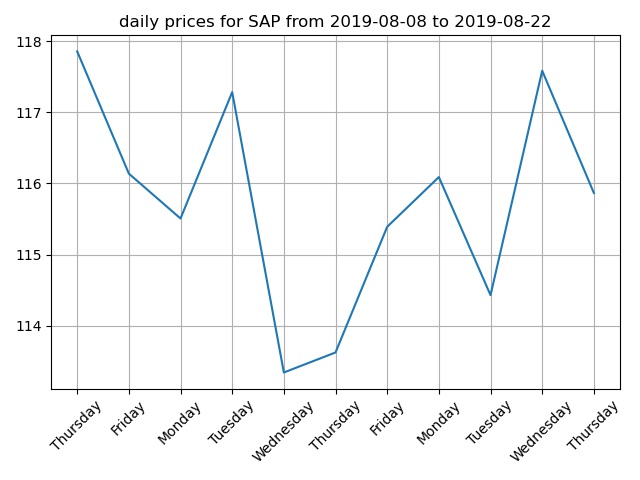 daily prices for SAP from 2019-08-08 to 2019-08-22
118
117
116
115
114
Thursday
Friday
Monday
Tuesday
Wednesday
Thursday
Friday
Monday
Tuesday
Wednesday
Thursday